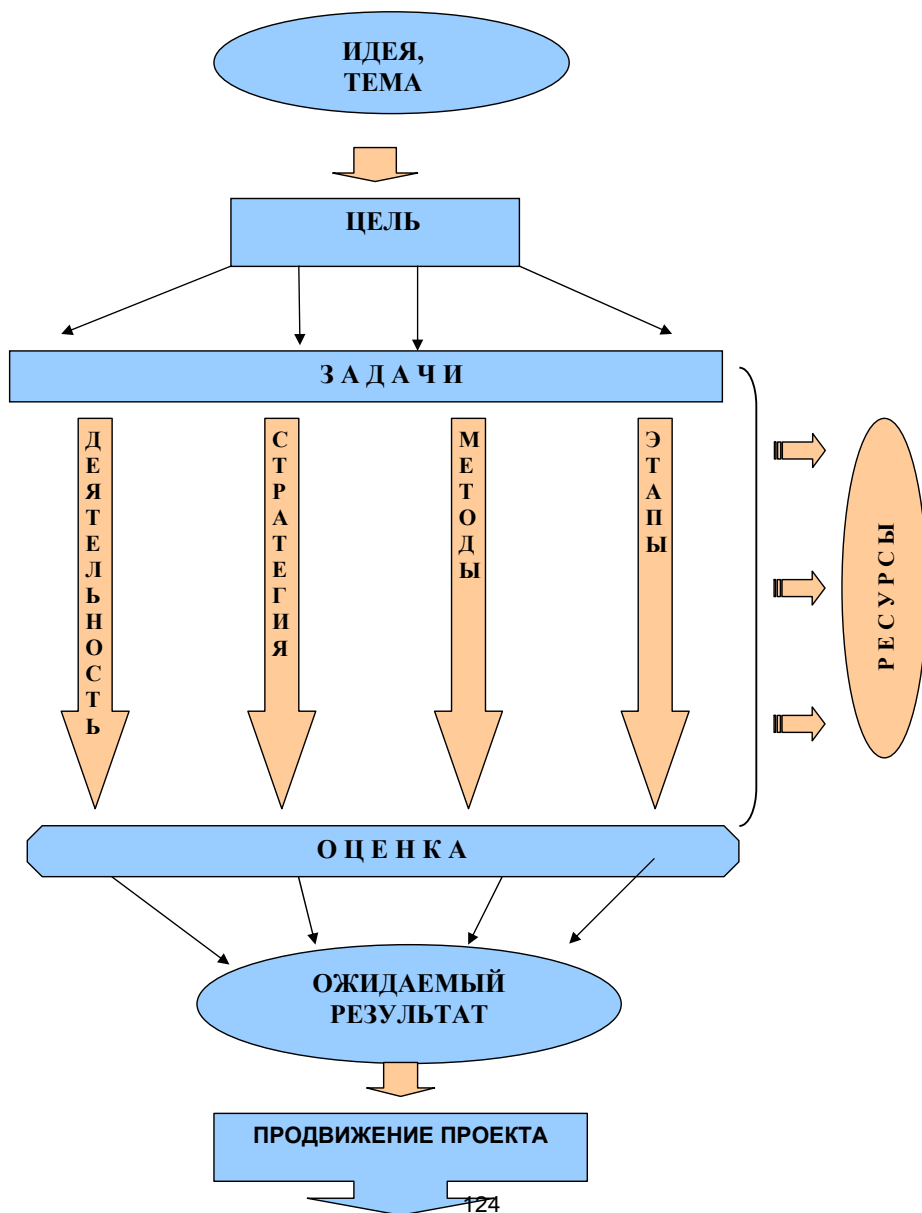 ИДЕЯ,
ТЕМА
ЦЕЛЬ
З А Д А Ч И
ДЕЯТЕЛЬНОСТЬ
СТРАТЕГИЯ
МЕТОДЫ
ЭТАПЫ
Р Е С У Р С Ы
О Ц Е Н К А
ОЖИДАЕМЫЙ
РЕЗУЛЬТАТ
ПРОДВИЖЕНИЕ ПРОЕКТА
124